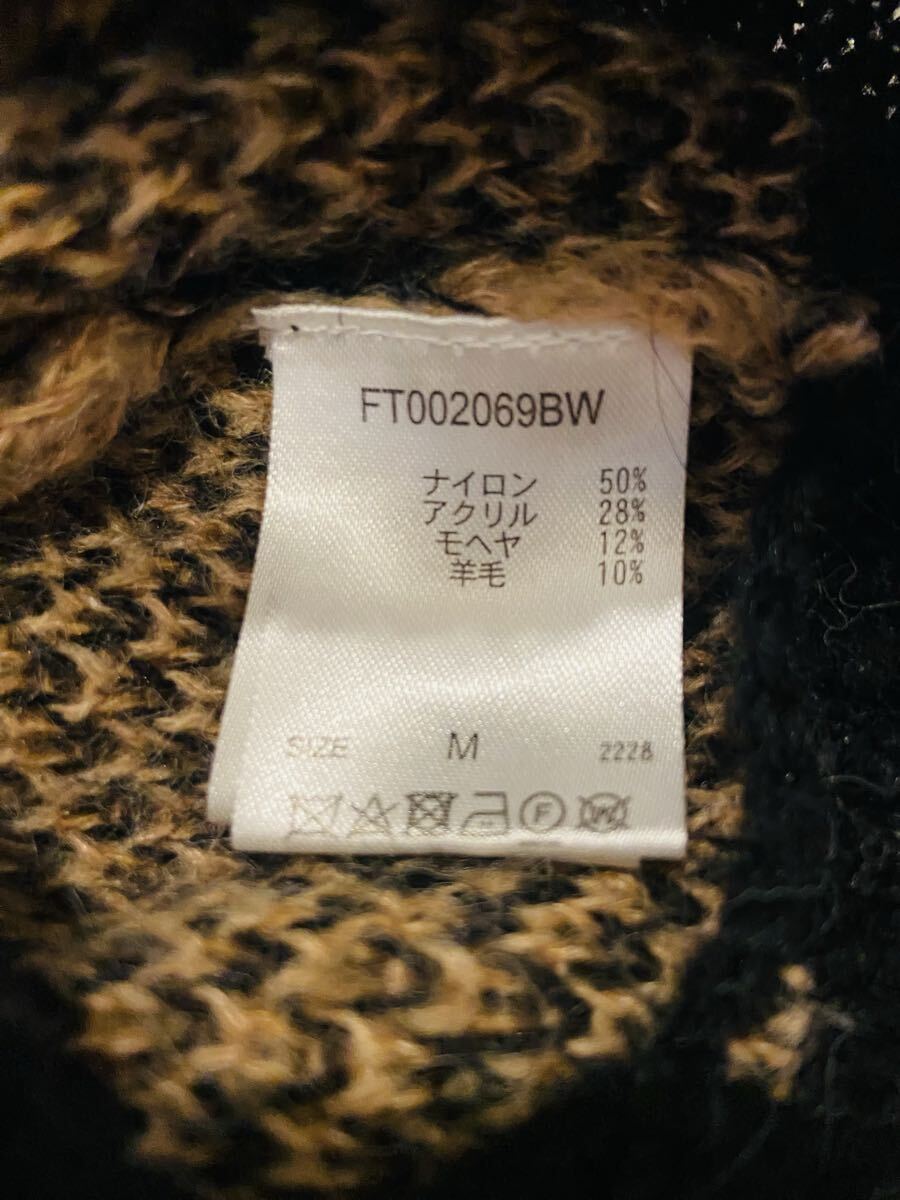 FT002069BW
ナイロン 50%
アクリル 28%
モヘヤ 12%
羊毛 10%
SIZE M 2228
F W